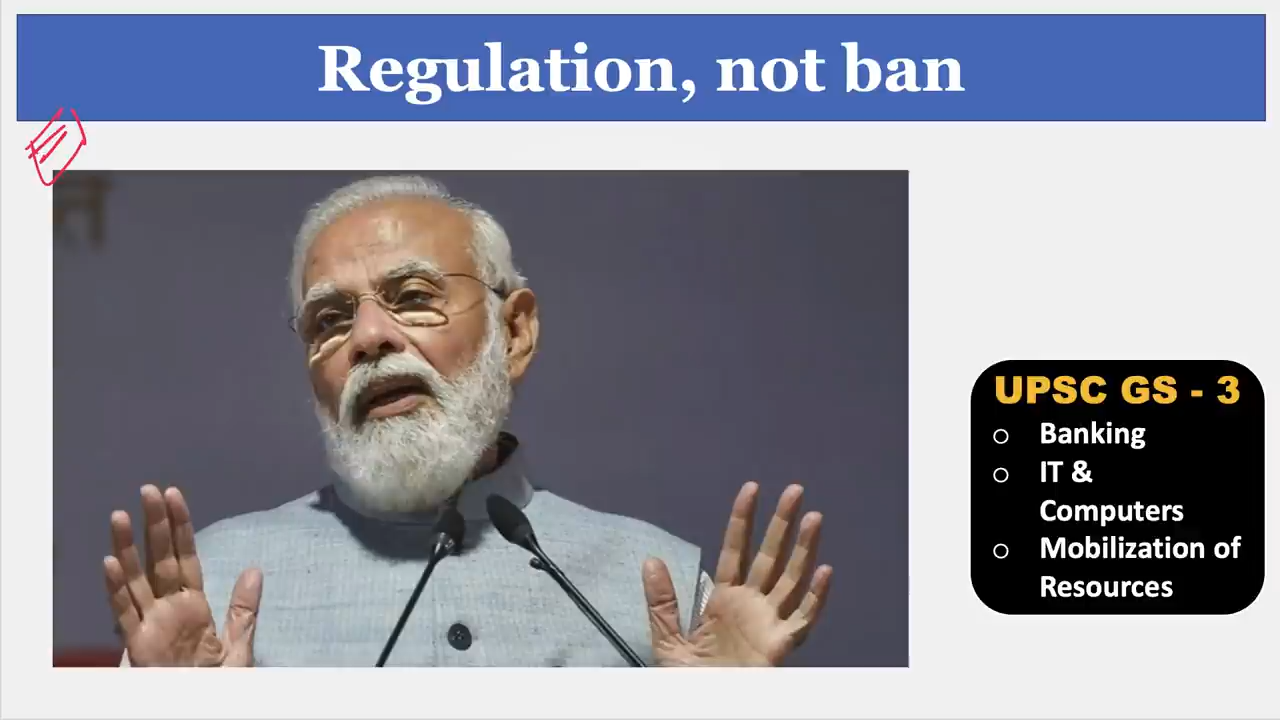 Regulation, not ban
त
UPSC GS - 3
Banking
IT &
Computers
Mobilization of
Resources